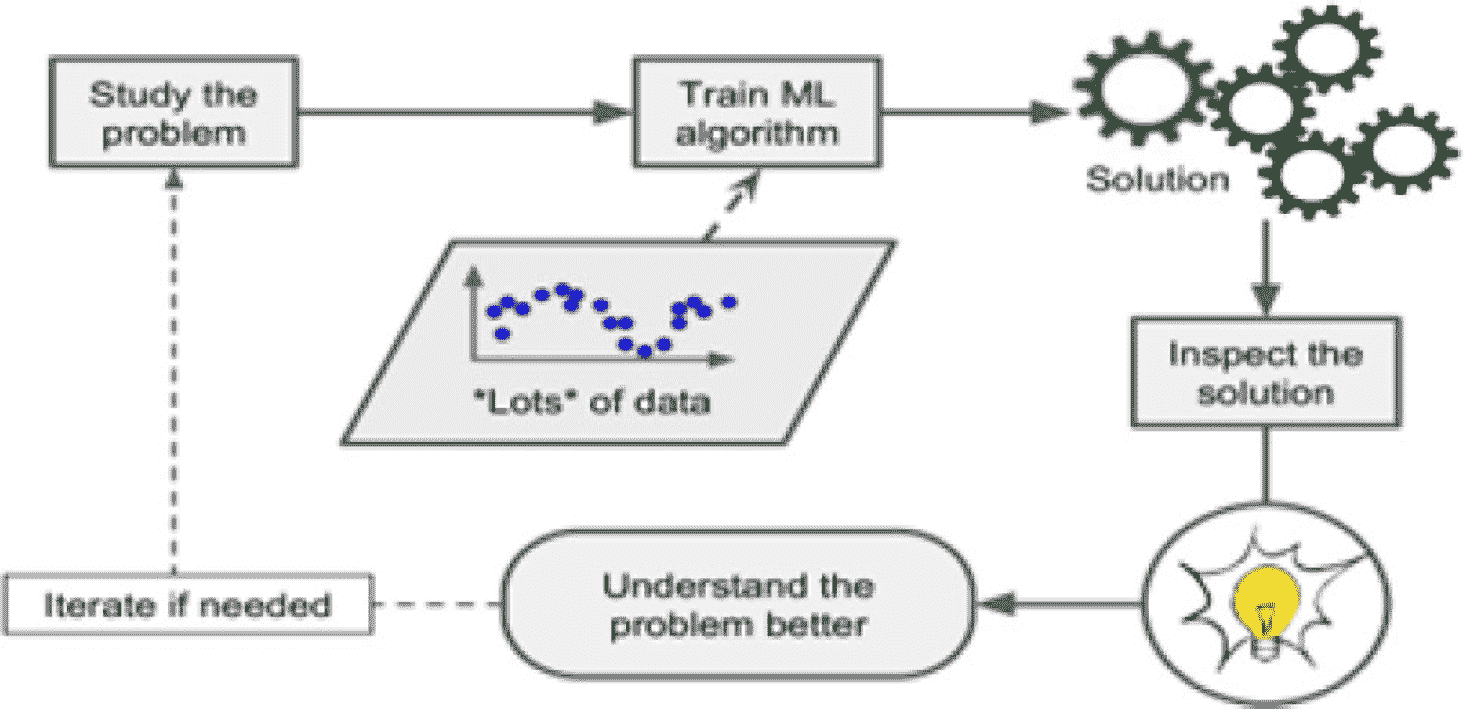 Study the
problem
Train ML
algorithm
Solution
*Lots* of data
Inspect the
solution
Understand the
problem better
Iterate if needed